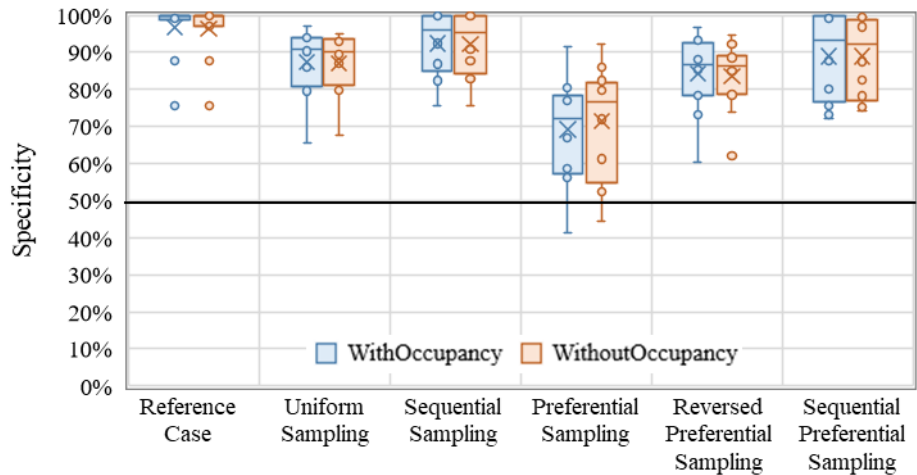 Specificity
100%
90%
80%
70%
60%
50%
40%
30%
20%
10%
0%
WithOccupancy WithoutOccupancy
Reference
Case
Uniform
Sampling
Sequential
Sampling
Preferential
Sampling
Reversed
Preferential
Sampling
Sequential
Preferential
Sampling